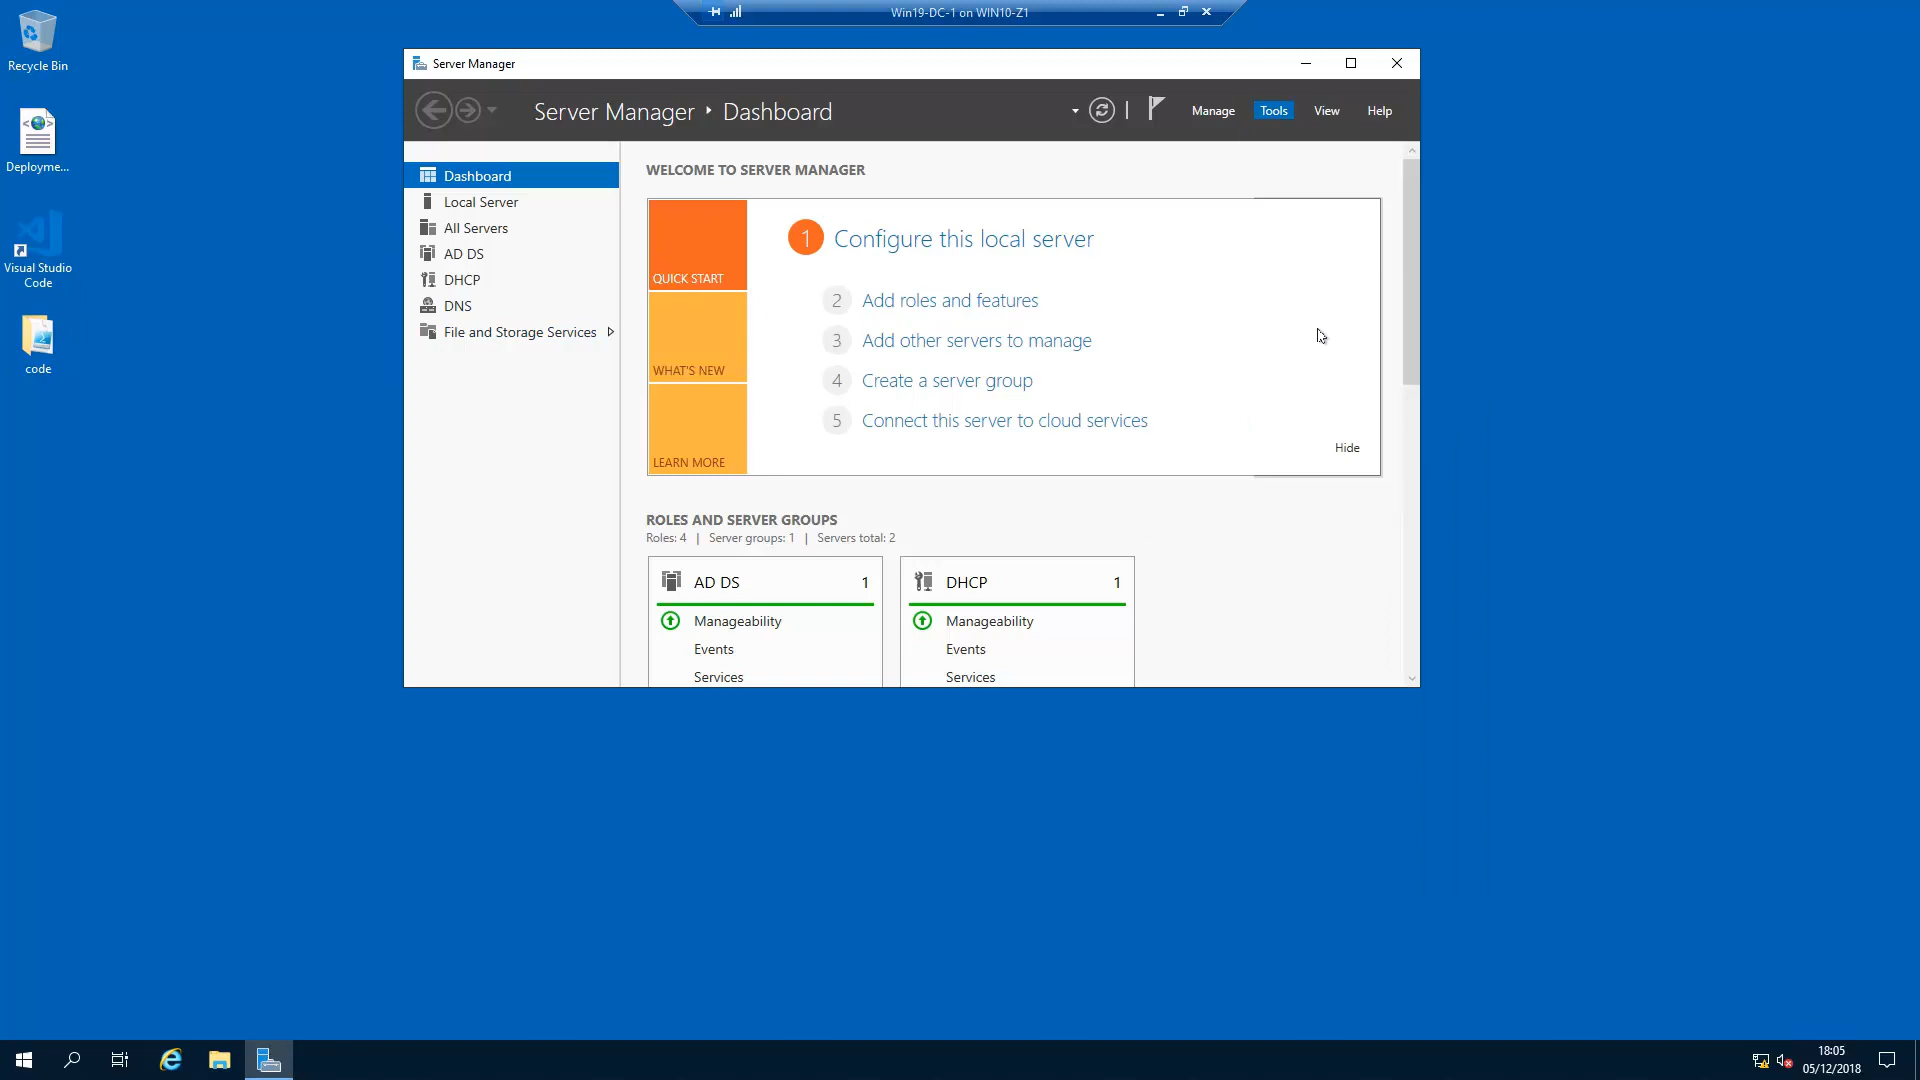 Win19-DC-1 on WIN10-Z1
Recycle Bin
Deployme...
Visual Studio
Code
code
Server Manager
Server Manager
Dashboard
Manage
Tools
View
Help
Dashboard
Local Server
All Servers
AD DS
DHCP
DNS
File and Storage Services
WELCOME TO SERVER MANAGER
QUICK START
WHAT'S NEW
LEARN MORE
1 Configure this local server
2 Add roles and features
3 Add other servers to manage
4 Create a server group
5 Connect this server to cloud services
Hide
ROLES AND SERVER GROUPS
Roles: 4 | Server groups: 1 | Servers total: 2
AD DS 1
Manageability
Events
Services
DHCP 1
Manageability
Events
Services
18:05
05/12/2018